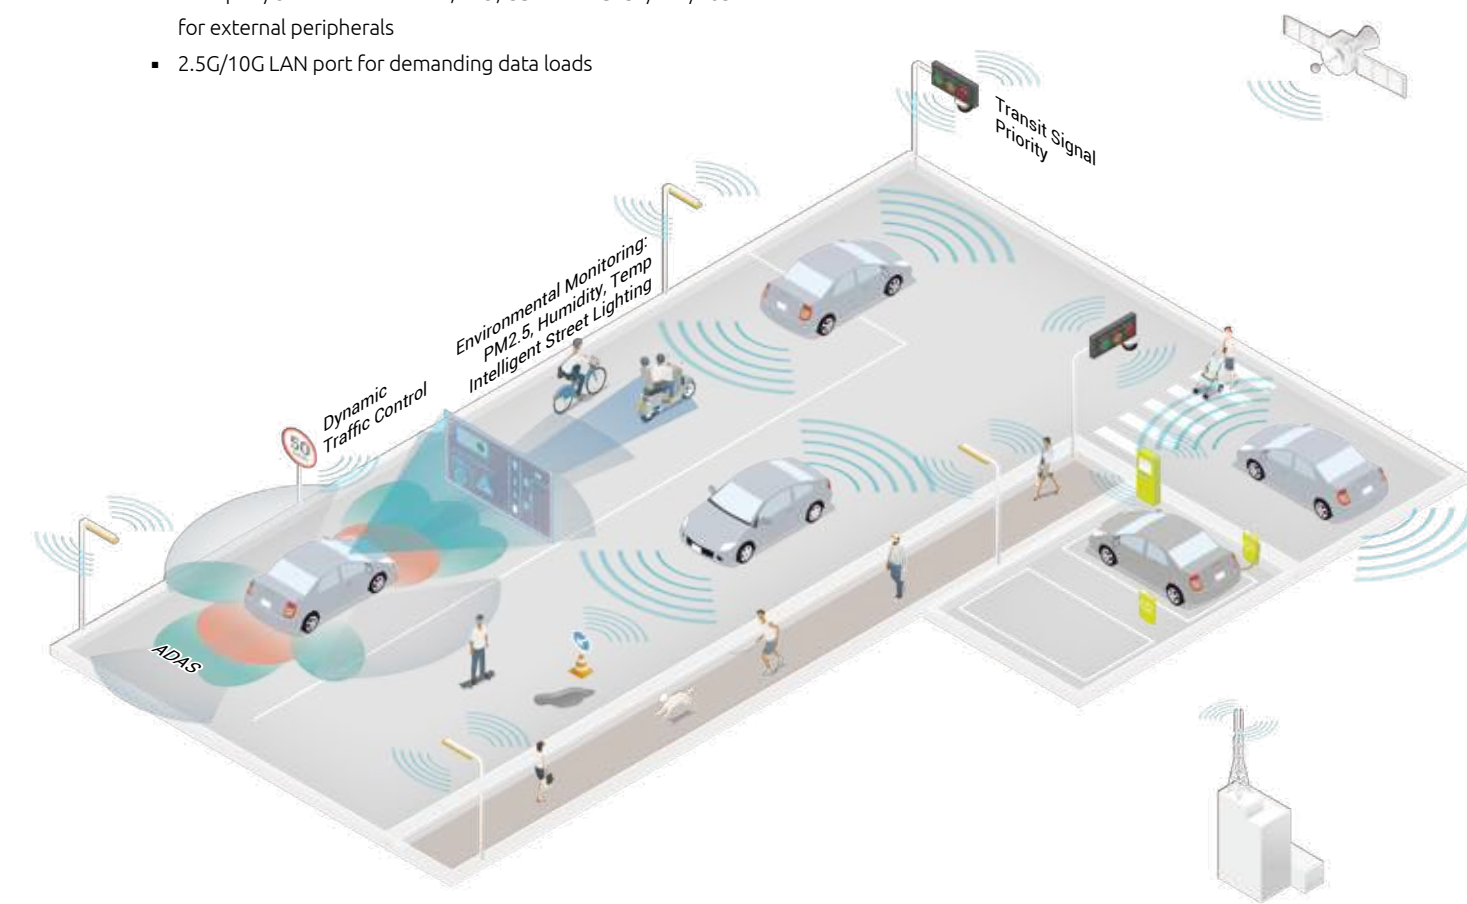 for external peripherals
▪ 2.5G/10G LAN port for demanding data loads
Transit Signal
Priority
Environmental Monitoring:
PM2.5, Humidity, Temp
Intelligent Street Lighting
Dynamic
Traffic Control
50
ADAS